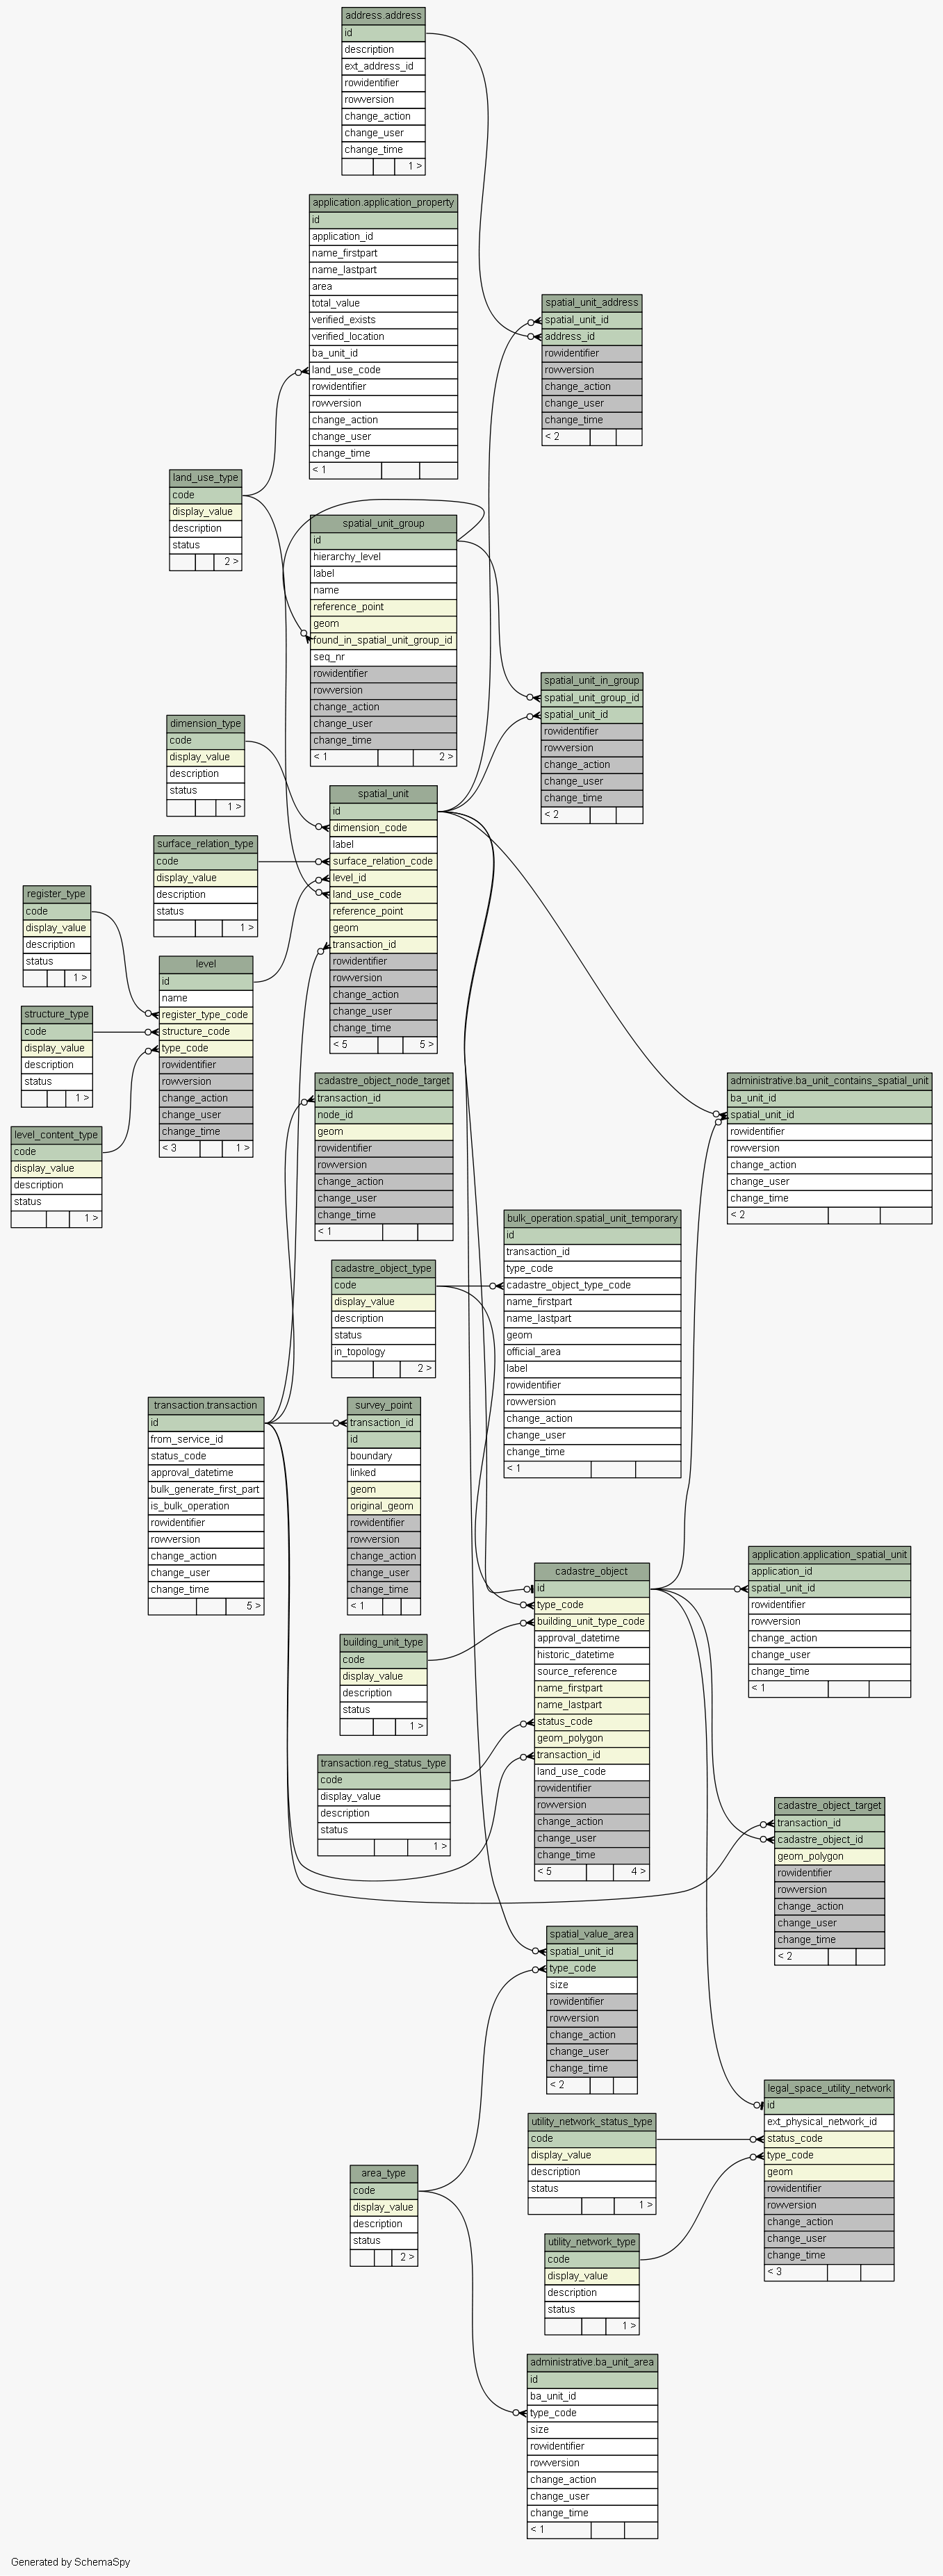 address.address
id
description
ext_address_id
rowidentifier
rowversion
change_action
change_user
change_time
1 >
application.application_property
id
application_id
name_firstpart
name_lastpart
area
total_value
verified_exists
verified_location
ba_unit_id
land_use_code
rowidentifier
rowversion
change_action
change_user
change_time
< 1
spatial_unit_address
spatial_unit_id
address_id
rowidentifier
rowversion
change_action
change_user
change_time
< 2
land_use_type
code
display_value
description
status
2 >
spatial_unit_group
id
hierarchy_level
label
name
reference_point
geom
found_in_spatial_unit_group_id
seq_nr
rowidentifier
rowversion
change_action
change_user
change_time
< 1 2 >
spatial_unit_in_group
spatial_unit_group_id
spatial_unit_id
rowidentifier
rowversion
change_action
change_user
change_time
< 2
dimension_type
code
display_value
description
status
1 >
spatial_unit
id
dimension_code
label
surface_relation_code
level_id
land_use_code
reference_point
geom
transaction_id
rowidentifier
rowversion
change_action
change_user
change_time
< 5 5 >
surface_relation_type
code
display_value
description
status
1 >
register_type
code
display_value
description
status
1 >
level
id
name
register_type_code
structure_code
type_code
rowidentifier
rowversion
change_action
change_user
change_time
< 3 1 >
structure_type
code
display_value
description
status
1 >
level_content_type
code
display_value
description
status
1 >
cadastre_object_node_target
transaction_id
node_id
geom
rowidentifier
rowversion
change_action
change_user
change_time
< 1
administrative.ba_unit_contains_spatial_unit
ba_unit_id
spatial_unit_id
rowidentifier
rowversion
change_action
change_user
change_time
< 2
bulk_operation.spatial_unit_temporary
id
transaction_id
type_code
cadastre_object_type_code
name_firstpart
name_lastpart
geom
official_area
label
rowidentifier
rowversion
change_action
change_user
change_time
< 1
cadastre_object_type
code
display_value
description
status
in_topology
2 >
transaction.transaction
id
from_service_id
status_code
approval_datetime
bulk_generate_first_part
is_bulk_operation
rowidentifier
rowversion
change_action
change_user
change_time
5 >
survey_point
transaction_id
id
boundary
linked
geom
original_geom
rowidentifier
rowversion
change_action
change_user
change_time
< 1
cadastre_object
id
type_code
building_unit_type_code
approval_datetime
historic_datetime
source_reference
name_firstpart
name_lastpart
status_code
geom_polygon
transaction_id
land_use_code
rowidentifier
rowversion
change_action
change_user
change_time
< 5 4 >
application.application_spatial_unit
application_id
spatial_unit_id
rowidentifier
rowversion
change_action
change_user
change_time
< 1
building_unit_type
code
display_value
description
status
1 >
transaction.reg_status_type
code
display_value
description
status
1 >
cadastre_object_target
transaction_id
cadastre_object_id
geom_polygon
rowidentifier
rowversion
change_action
change_user
change_time
< 2
spatial_value_area
spatial_unit_id
type_code
size
rowidentifier
rowversion
change_action
change_user
change_time
< 2
legal_space_utility_network
id
ext_physical_network_id
status_code
type_code
geom
rowidentifier
rowversion
change_action
change_user
change_time
< 3
utility_network_status_type
code
display_value
description
status
1 >
area_type
code
display_value
description
status
2 >
utility_network_type
code
display_value
description
status
1 >
administrative.ba_unit_area
id
ba_unit_id
type_code
size
rowidentifier
rowversion
change_action
change_user
change_time
< 1
Generated by SchemaSpy